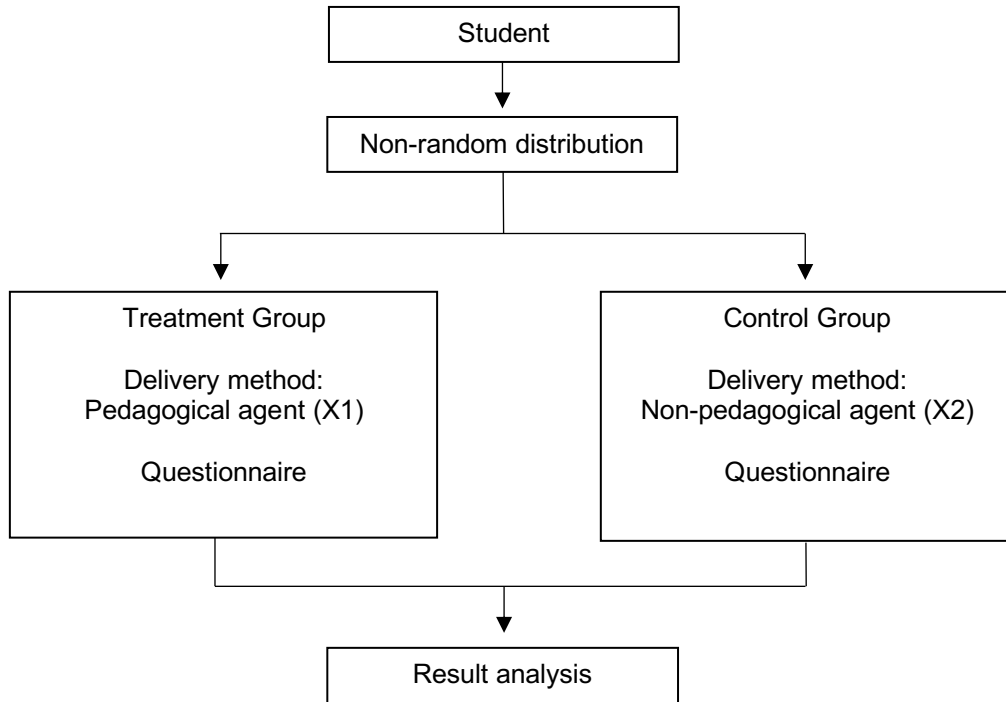 Student
Non-random distribution
Treatment Group
Delivery method:
Pedagogical agent (X1)
Questionnaire
Control Group
Delivery method:
Non-pedagogical agent (X2)
Questionnaire
Result analysis